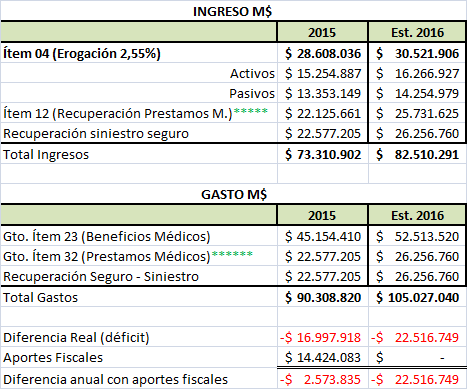 INGRESO M$
2015 Est. 2016
Ítem 04 (Erogación 2,55%) $ 28.608.036 $ 30.521.906
Activos $ 15.254.887 $ 16.266.927
Pasivos $ 13.353.149 $ 14.254.979
Ítem 12 (Recuperación Prestamos M.)***** $ 22.125.661 $ 25.731.625
Recuperación siniestro seguro $ 22.577.205 $ 26.256.760
Total Ingresos $ 73.310.902 $ 82.510.291
GASTO M$
2015 Est. 2016
Gto. Ítem 23 (Beneficios Médicos) $ 45.154.410 $ 52.513.520
Gto. Ítem 32 (Prestamos Médicos)****** $ 22.577.205 $ 26.256.760
Recuperación Seguro - Siniestro $ 22.577.205 $ 26.256.760
Total Gastos $ 90.308.820 $ 105.027.040
Diferencia Real (déficit) -$ 16.997.918 -$ 22.516.749
Aportes Fiscales $ 14.424.083 $ -
Diferencia anual con aportes fiscales -$ 2.573.835 -$ 22.516.749